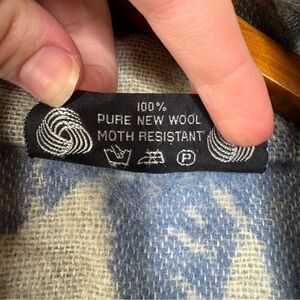 100%
PURE NEW WOOL
MOTH RESISTANT
P